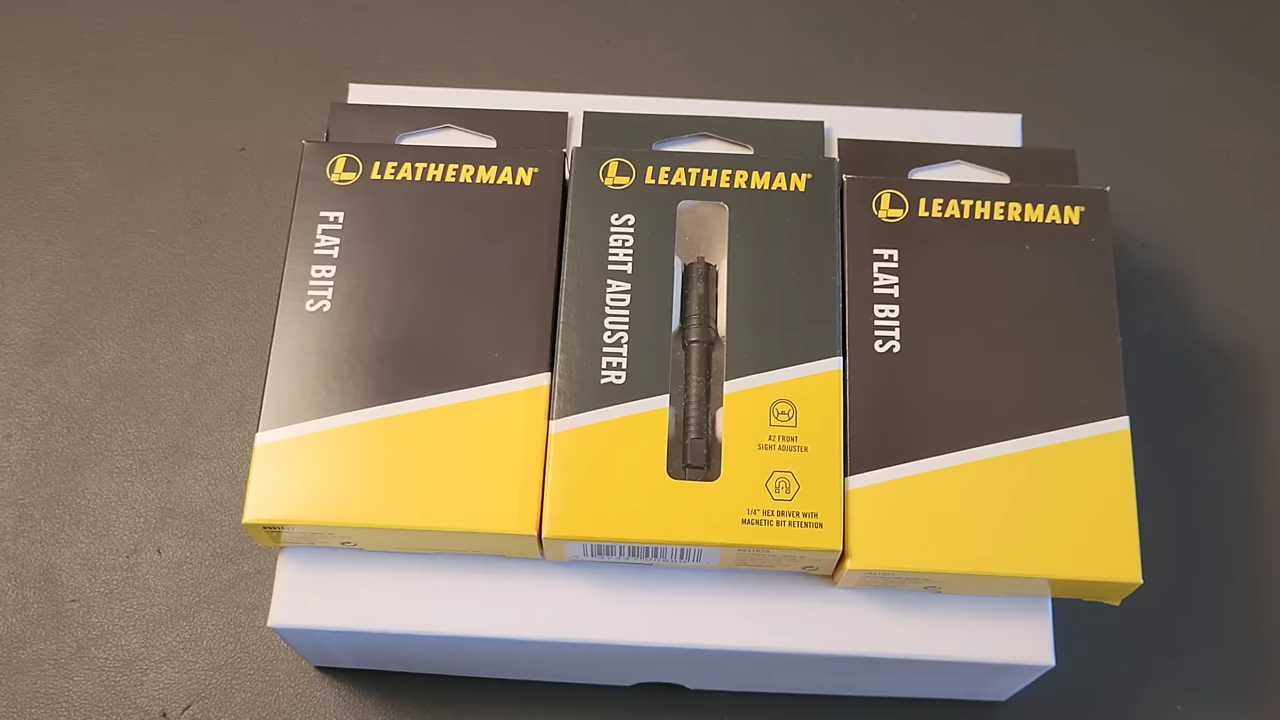 LEATHERMAN
FLAT BITS
LEATHERMAN
SIGHT ADJUSTER
A2 FRONT
SIGHT ADJUSTER
1/4" HEX DRIVER WITH
MAGNETIC BIT RETENTION
LEATHERMAN
FLAT BITS